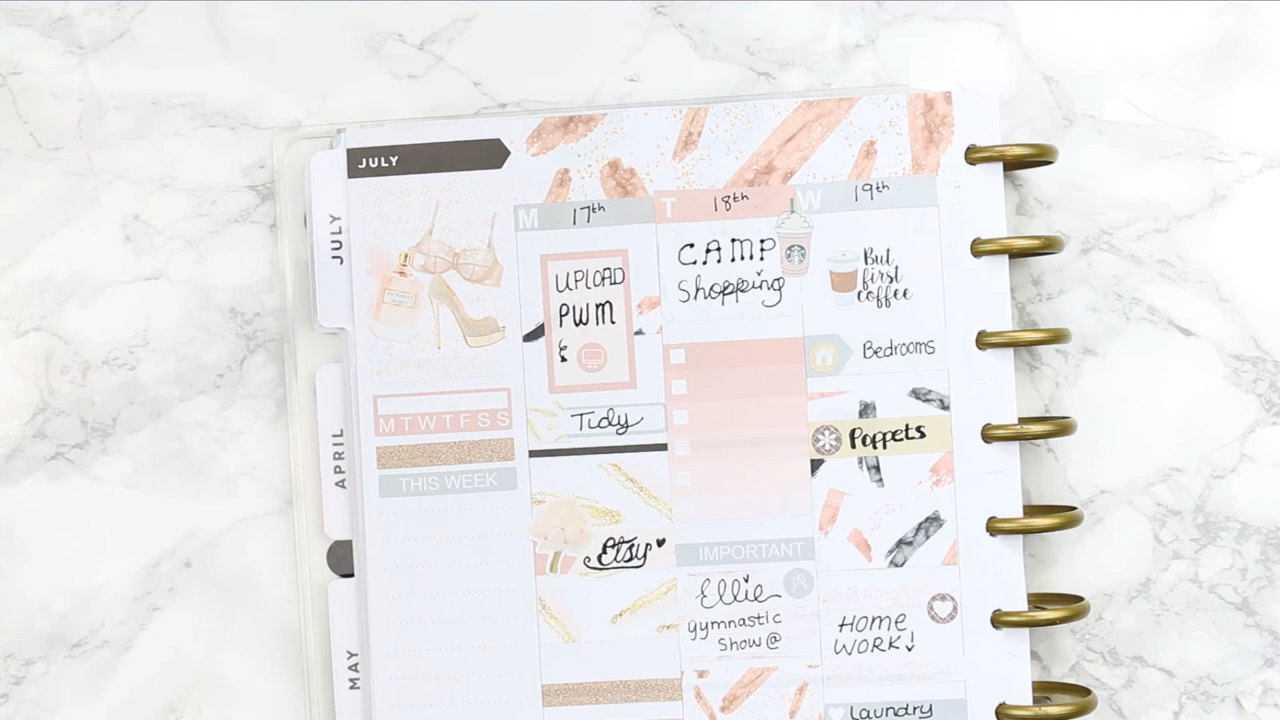 JULY
JULY
APRIL
MAY
M T W T F S S
THIS WEEK
M 17th
UPLOAD
PWM
&
Tidy
Etsy
T 18th
CAMP
Shopping
IMPORTANT
Ellie
gymnastic
Show @
W 19th
But
first
coffee
Bedrooms
Poppets
HOME
WORK!
Laundry